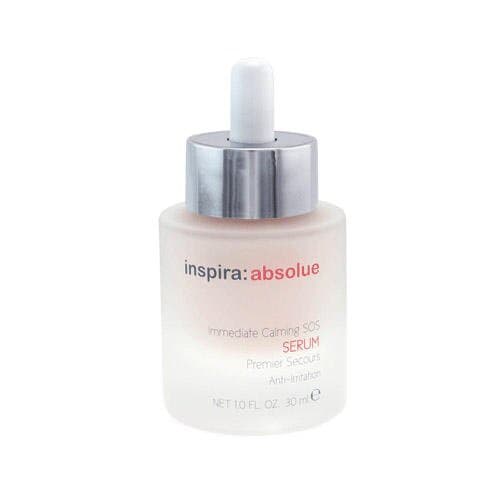 inspira:absolue
Immediate Calming SOS
SERUM
Premier Secours
Anti-Irritation
NET 1.0 FL. OZ. 30 ml ℮